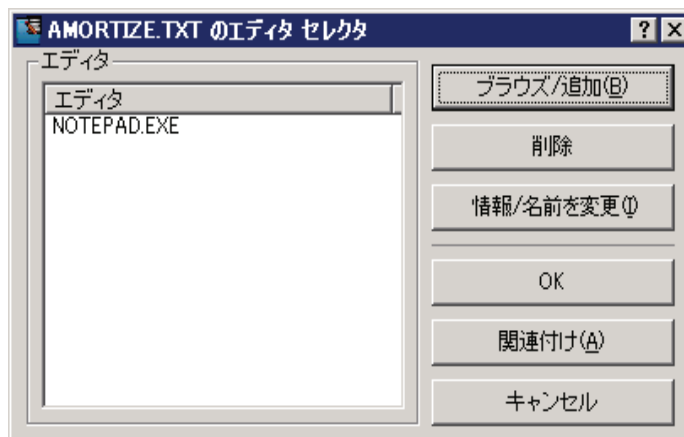 AMORTIZE.TXT のエディタ セレクタ
エディタ
エディタ
NOTEPAD.EXE
ブラウズ/追加(B)
削除
情報/名前を変更(I)
OK
関連付け(A)
キャンセル